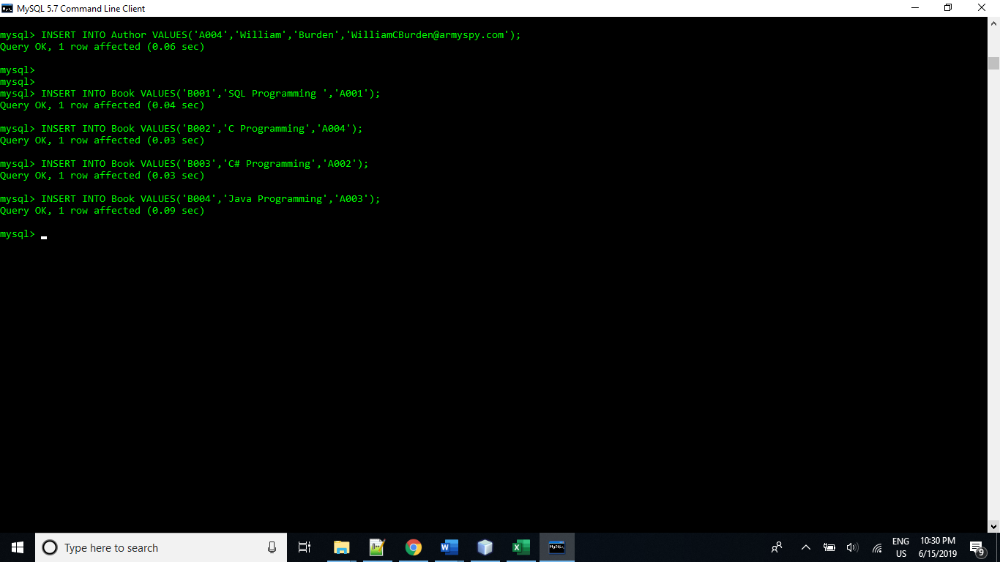 MySQL 5.7 Command Line Client
mysql> INSERT INTO Author VALUES('A004','William','Burden','WilliamCBurden@armyspy.com');
Query OK, 1 row affected (0.06 sec)
mysql>
mysql>
mysql> INSERT INTO Book VALUES('B001','SQL Programming ','A001');
Query OK, 1 row affected (0.04 sec)
mysql> INSERT INTO Book VALUES('B002','C Programming','A004');
Query OK, 1 row affected (0.03 sec)
mysql> INSERT INTO Book VALUES('B003','C# Programming','A002');
Query OK, 1 row affected (0.03 sec)
mysql> INSERT INTO Book VALUES('B004','Java Programming','A003');
Query OK, 1 row affected (0.09 sec)
mysql>
Type here to search
ENG
US
10:30 PM
6/15/2019
9